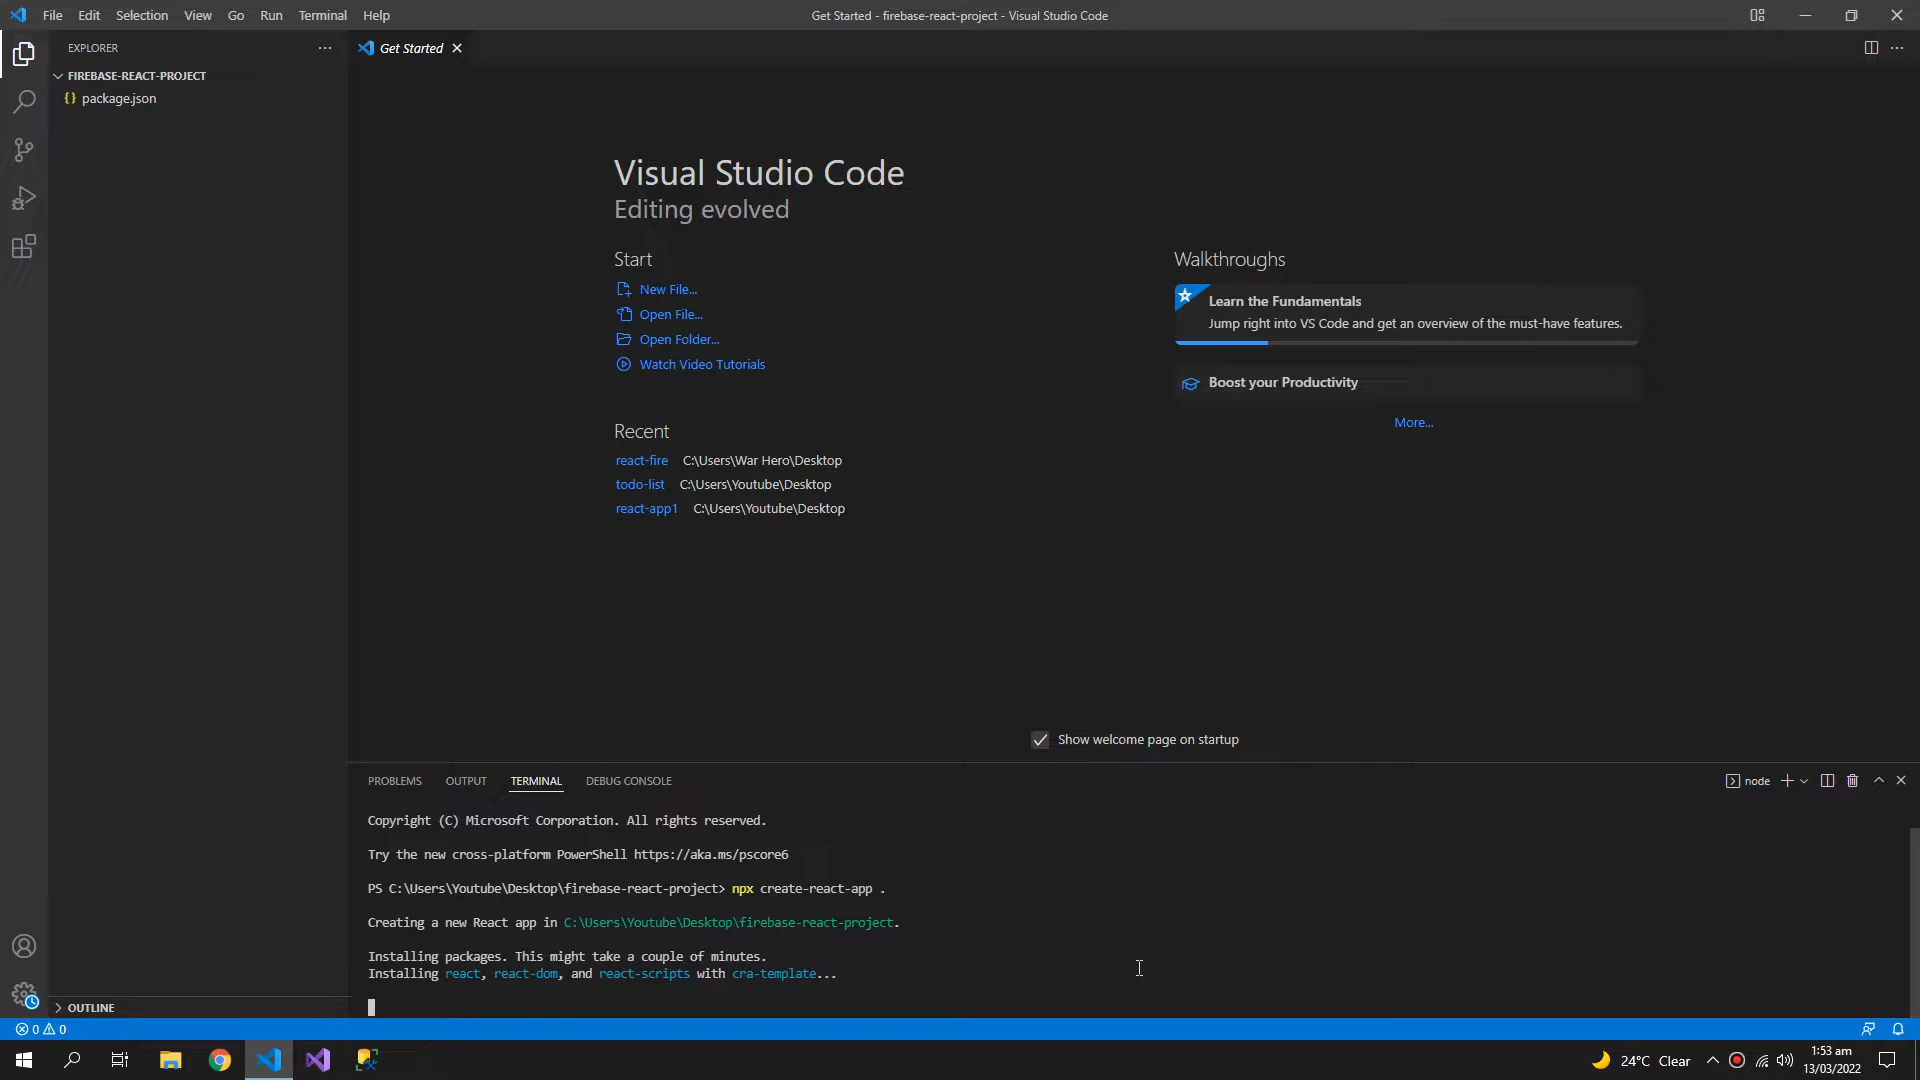 File Edit Selection View Go Run Terminal Help
Get Started - firebase-react-project - Visual Studio Code
EXPLORER
Get Started
FIREBASE-REACT-PROJECT
{} package.json
Visual Studio Code
Editing evolved
Start
New File...
Open File...
Open Folder...
Watch Video Tutorials
Recent
react-fire C:\Users\War Hero\Desktop
todo-list C:\Users\Youtube\Desktop
react-app1 C:\Users\Youtube\Desktop
Walkthroughs
Learn the Fundamentals
Jump right into VS Code and get an overview of the must-have features.
Boost your Productivity
More...
Show welcome page on startup
PROBLEMS OUTPUT TERMINAL DEBUG CONSOLE
node
Copyright (C) Microsoft Corporation. All rights reserved.
Try the new cross-platform PowerShell https://aka.ms/pscore6
PS C:\Users\Youtube\Desktop\firebase-react-project> npx create-react-app .
Creating a new React app in C:\Users\Youtube\Desktop\firebase-react-project.
Installing packages. This might take a couple of minutes.
Installing react, react-dom, and react-scripts with cra-template...
OUTLINE
0 0
24°C Clear
1:53 am
13/03/2022